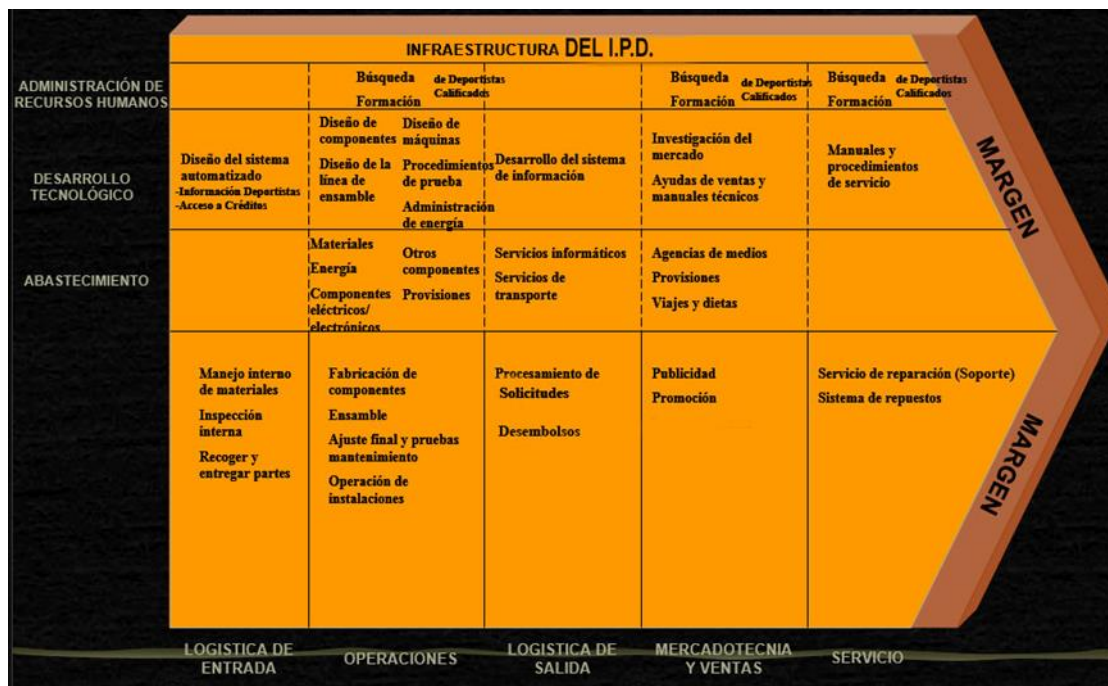 INFRAESTRUCTURA DEL I.P.D.
ADMINISTRACIÓN DE
RECURSOS HUMANOS
Búsqueda de Deportistas
Calificados
Formación
Búsqueda de Deportistas
Calificados
Formación
Búsqueda de Deportistas
Calificados
Formación
DESARROLLO
TECNOLÓGICO
Diseño del sistema
automatizado
-Información Deportistas
-Acceso a Créditos
Diseño de
componentes
Diseño de la
línea de
ensamble
Diseño de
máquinas
Procedimientos
de prueba
Administración
de energía
Desarrollo del sistema
de información
Investigación del
mercado
Ayudas de ventas y
manuales técnicos
Manuales y
procedimientos
de servicio
ABASTECIMIENTO
Materiales
Energía
Componentes
eléctricos/
electrónicos
Otros
componentes
Provisiones
Servicios informáticos
Servicios de
transporte
Agencias de medios
Provisiones
Viajes y dietas
Manejo interno
de materiales
Inspección
interna
Recoger y
entregar partes
Fabricación de
componentes
Ensamble
Ajuste final y pruebas
mantenimiento
Operación de
instalaciones
Procesamiento de
Solicitudes
Desembolsos
Publicidad
Promoción
Servicio de reparación (Soporte)
Sistema de repuestos
MARGEN
MARGEN
LOGISTICA DE
ENTRADA
OPERACIONES
LOGISTICA DE
SALIDA
MERCADOTECNIA
Y VENTAS
SERVICIO